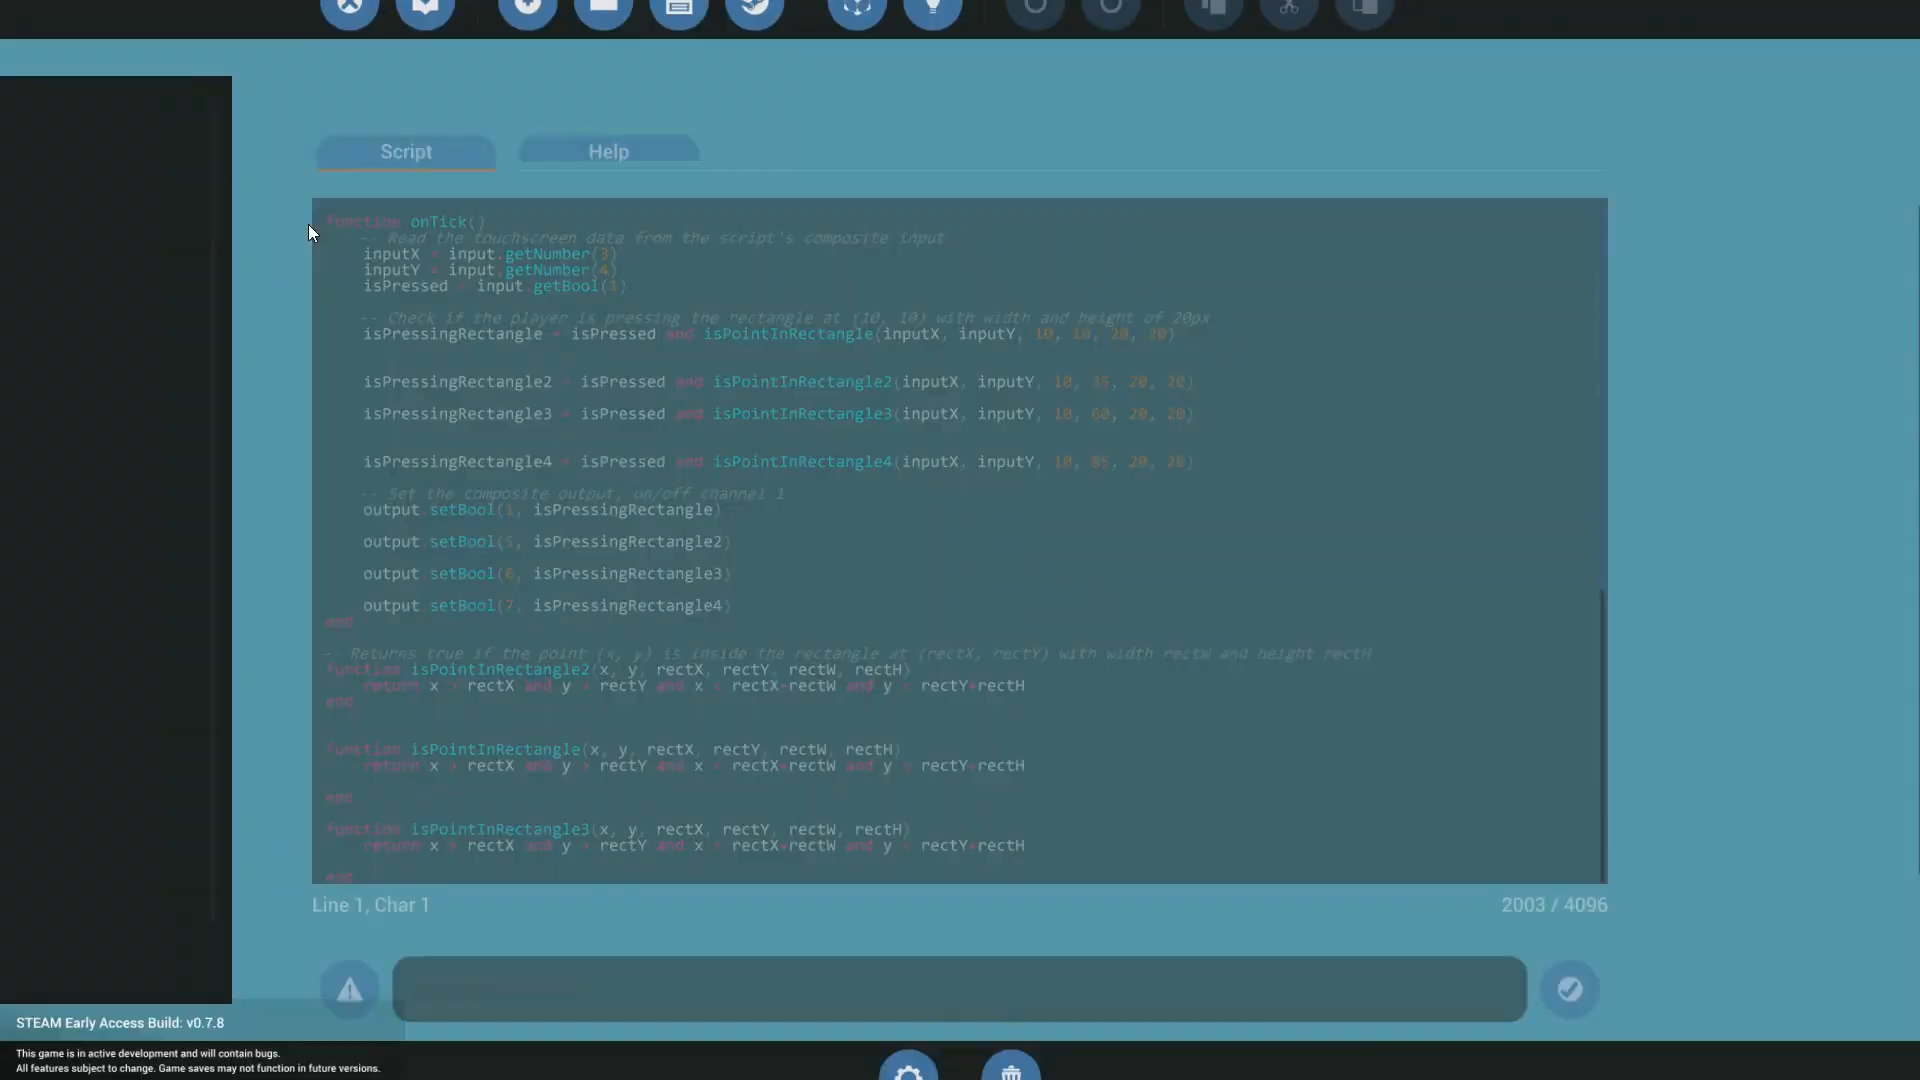 Script
Help
function onTick()
-- Read the touchscreen data from the script's composite input
inputX = input.getNumber(3)
inputY = input.getNumber(4)
isPressed = input.getBool(1)
-- Check if the player is pressing the rectangle at (10, 10) with width and height of 20px
isPressingRectangle = isPressed and isPointInRectangle(inputX, inputY, 10, 10, 20, 20)
isPressingRectangle2 = isPressed and isPointInRectangle2(inputX, inputY, 10, 35, 20, 20)
isPressingRectangle3 = isPressed and isPointInRectangle3(inputX, inputY, 10, 60, 20, 20)
isPressingRectangle4 = isPressed and isPointInRectangle4(inputX, inputY, 10, 85, 20, 20)
-- Set the composite output, on/off channel 1
output.setBool(1, isPressingRectangle)
output.setBool(5, isPressingRectangle2)
output.setBool(6, isPressingRectangle3)
output.setBool(7, isPressingRectangle4)
end
-- Returns true if the point (x, y) is inside the rectangle at (rectX, rectY) with width rectW and height rectH
function isPointInRectangle2(x, y, rectX, rectY, rectW, rectH)
return x > rectX and y > rectY and x < rectX+rectW and y < rectY+rectH
end
function isPointInRectangle(x, y, rectX, rectY, rectW, rectH)
return x > rectX and y > rectY and x < rectX+rectW and y < rectY+rectH
end
function isPointInRectangle3(x, y, rectX, rectY, rectW, rectH)
return x > rectX and y > rectY and x < rectX+rectW and y < rectY+rectH
end
Line 1, Char 1
2003 / 4096
STEAM Early Access Build: v0.7.8
This game is in active development and will contain bugs.
All features subject to change. Game saves may not function in future versions.